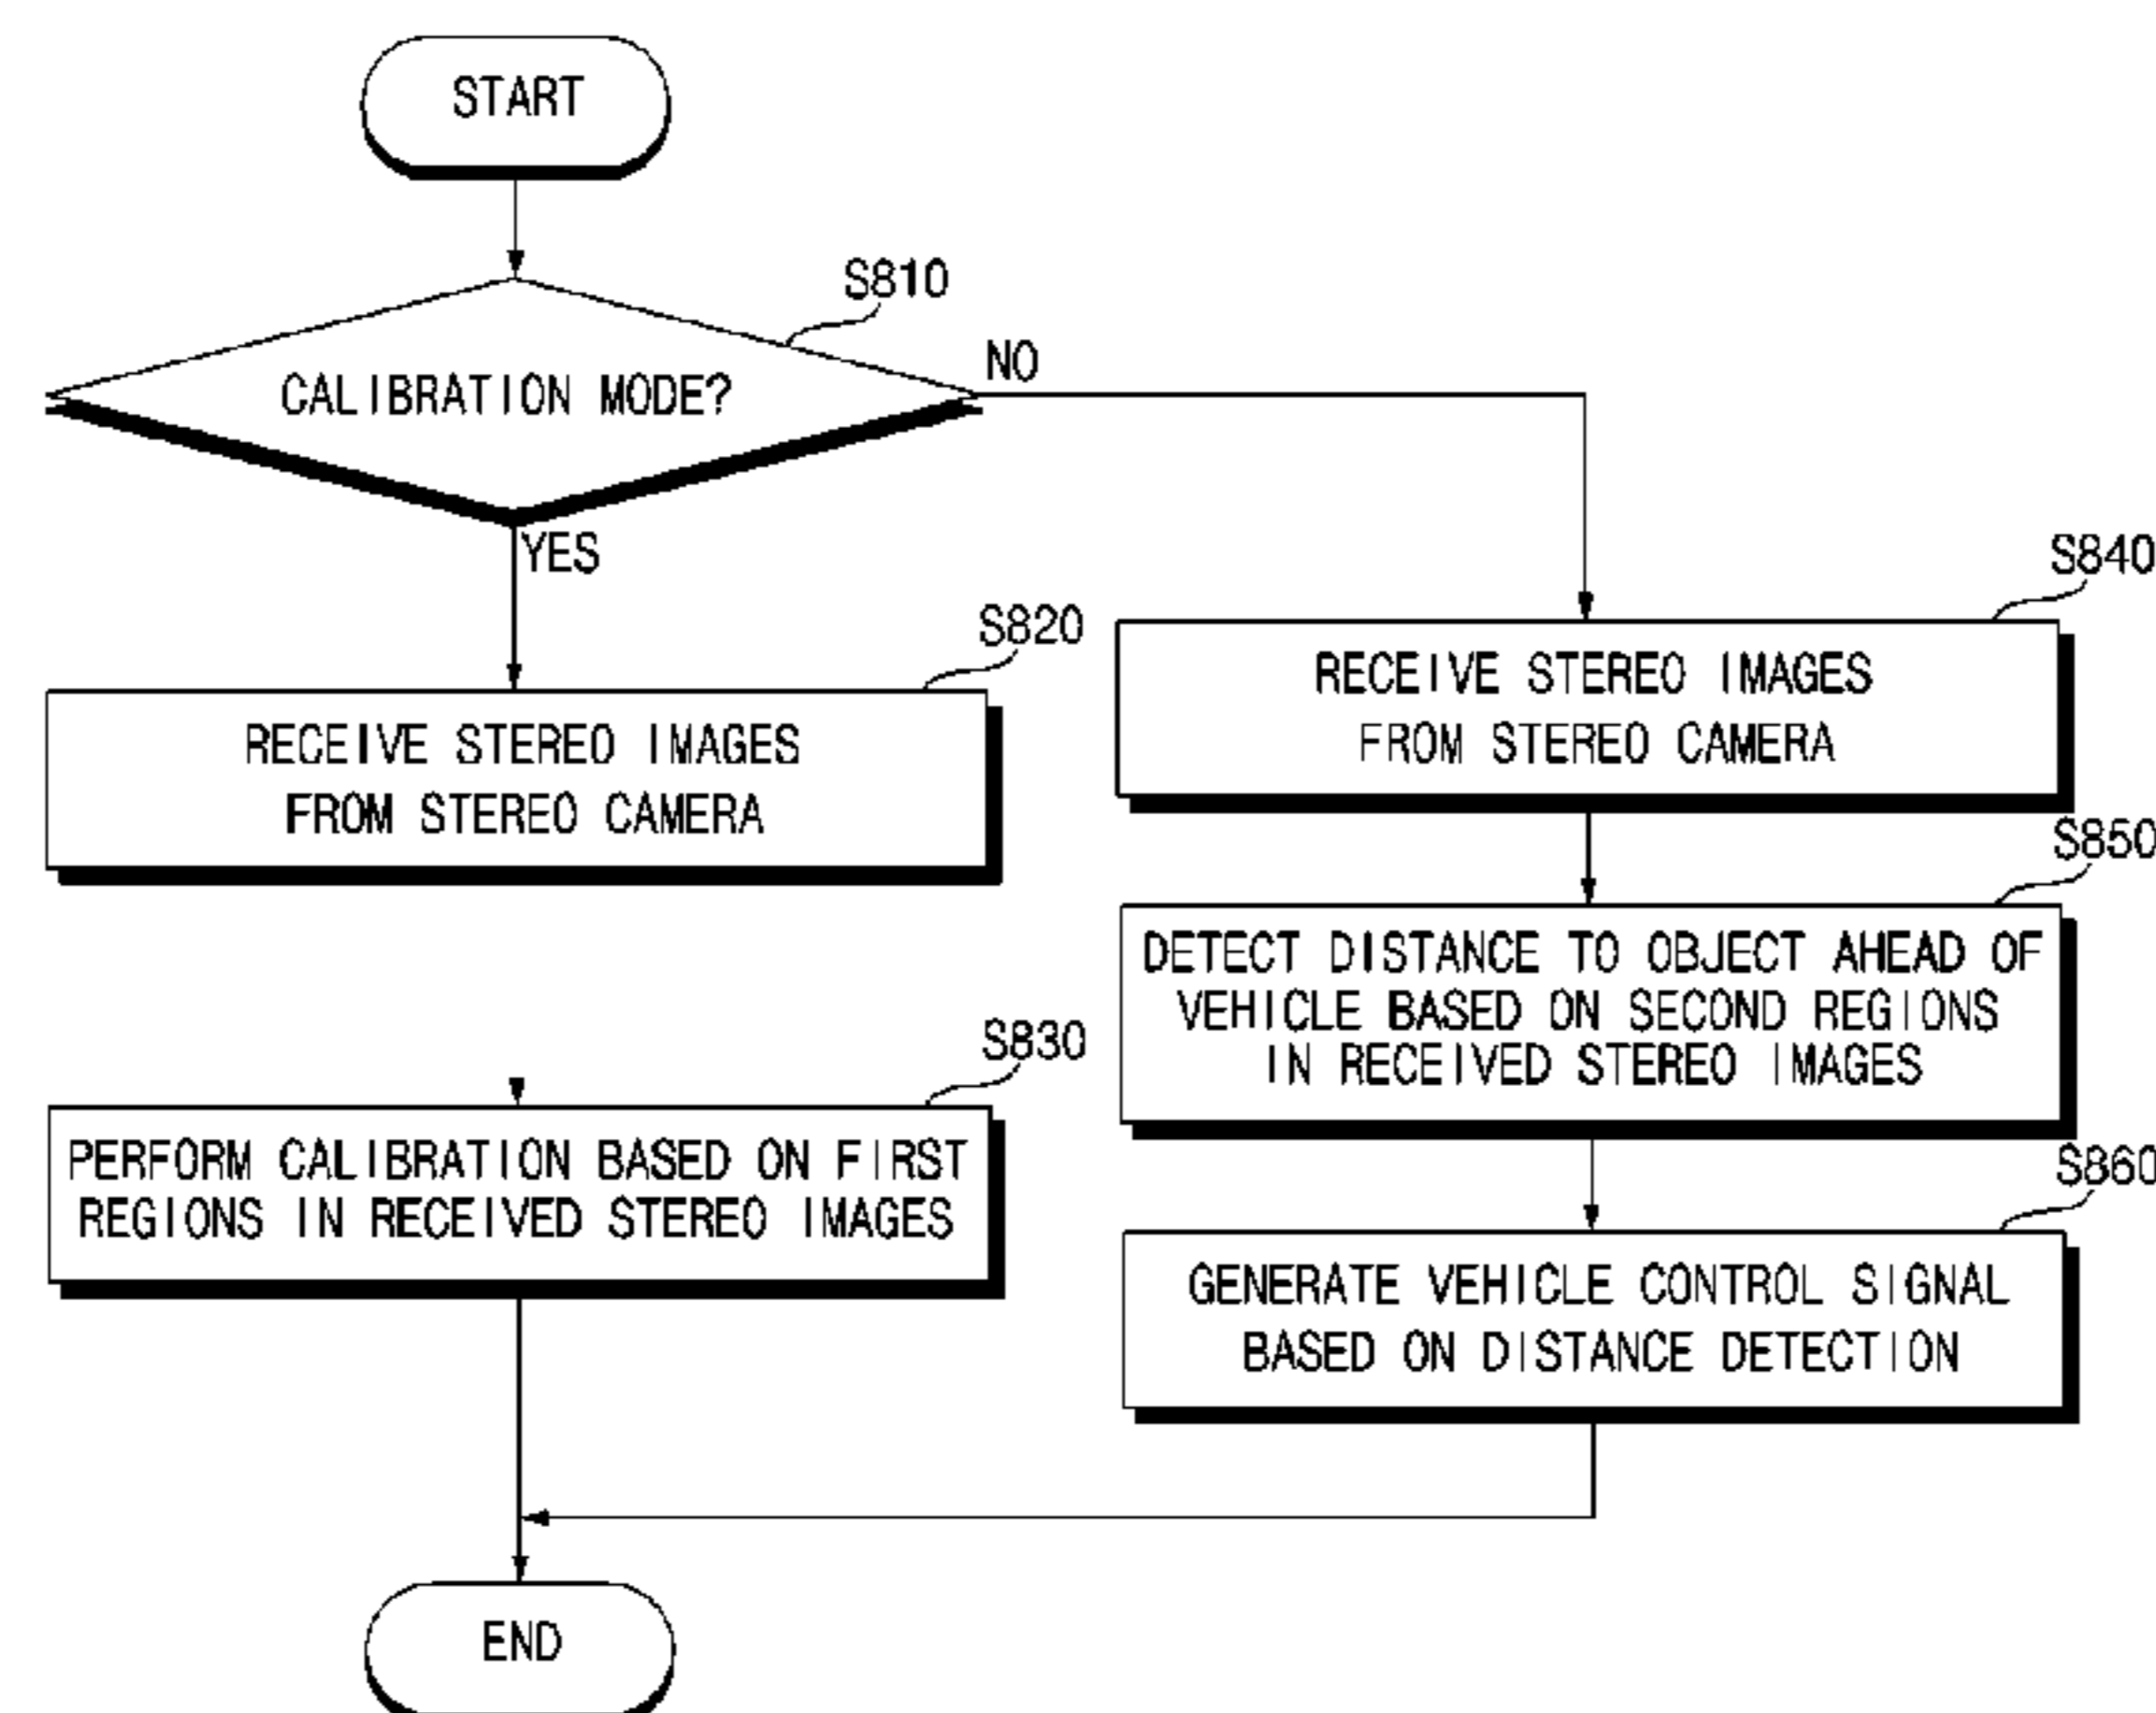 START
S810
CALIBRATION MODE?
NO
YES
S820
RECEIVE STEREO IMAGES
FROM STEREO CAMERA
S830
PERFORM CALIBRATION BASED ON FIRST
REGIONS IN RECEIVED STEREO IMAGES
S840
RECEIVE STEREO IMAGES
FROM STEREO CAMERA
S850
DETECT DISTANCE TO OBJECT AHEAD OF
VEHICLE BASED ON SECOND REGIONS
IN RECEIVED STEREO IMAGES
S860
GENERATE VEHICLE CONTROL SIGNAL
BASED ON DISTANCE DETECTION
END